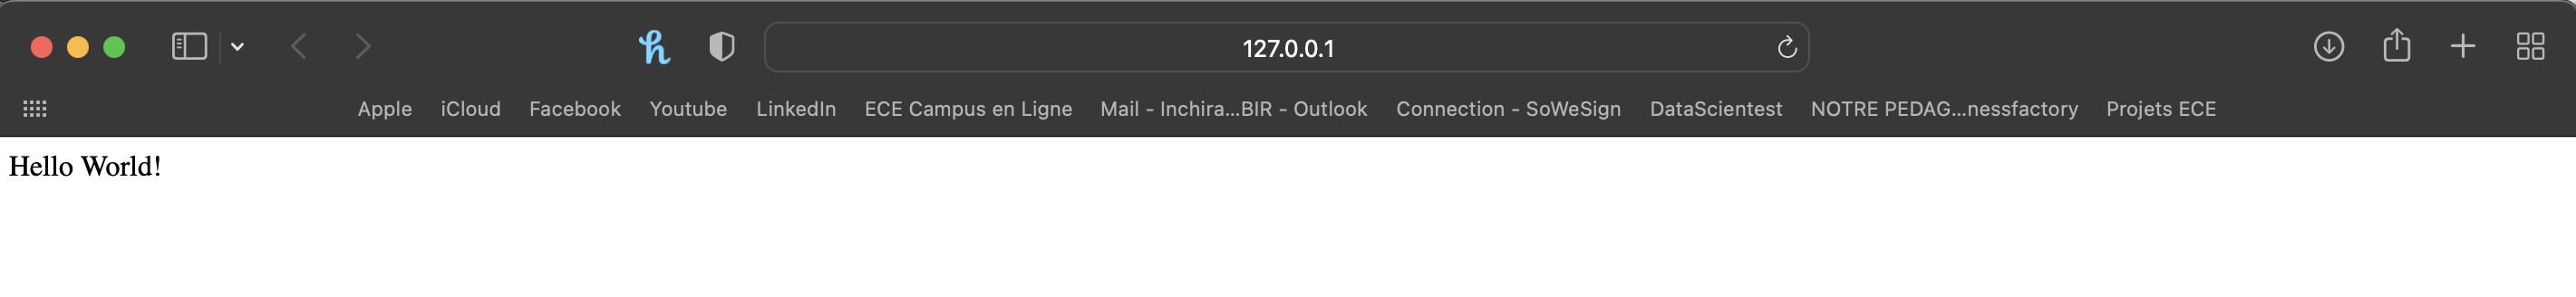 127.0.0.1
Apple iCloud Facebook Youtube LinkedIn ECE Campus en Ligne Mail - Inchira...BIR - Outlook Connection - SoWeSign DataScientest NOTRE PEDAG...nessfactory Projets ECE
Hello World!